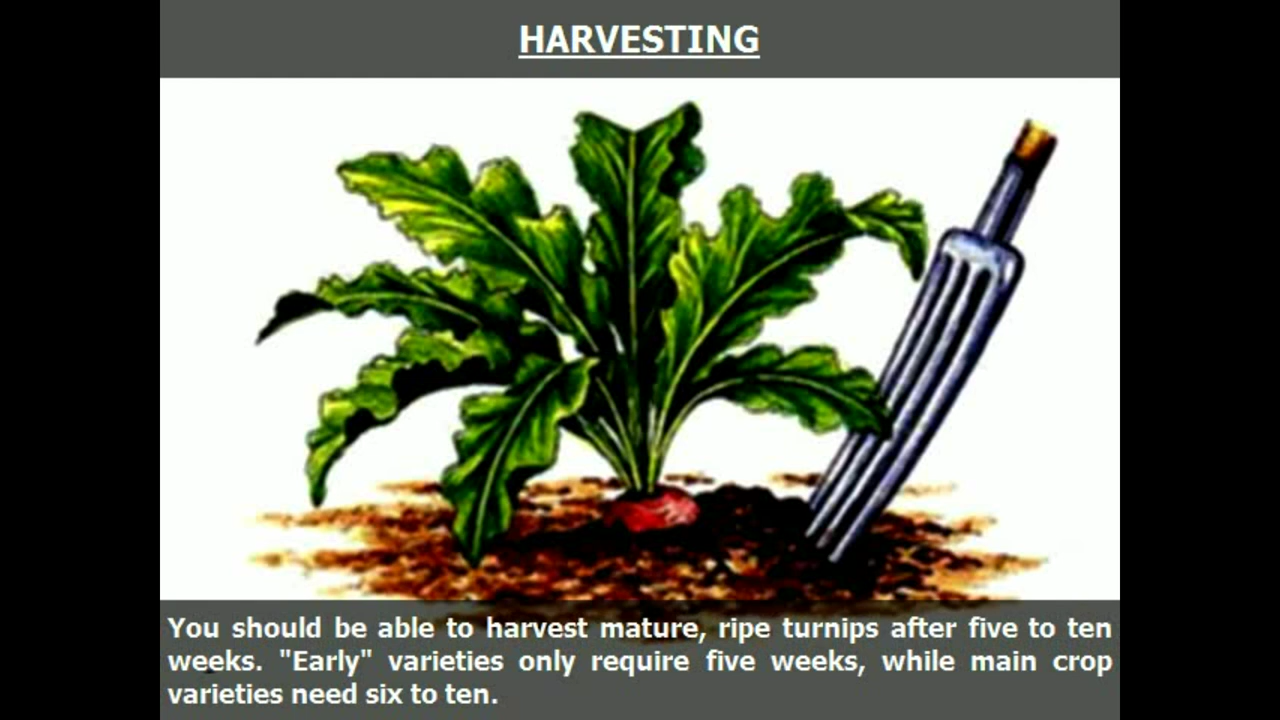 HARVESTING
You should be able to harvest mature, ripe turnips after five to ten
weeks. "Early" varieties only require five weeks, while main crop
varieties need six to ten.